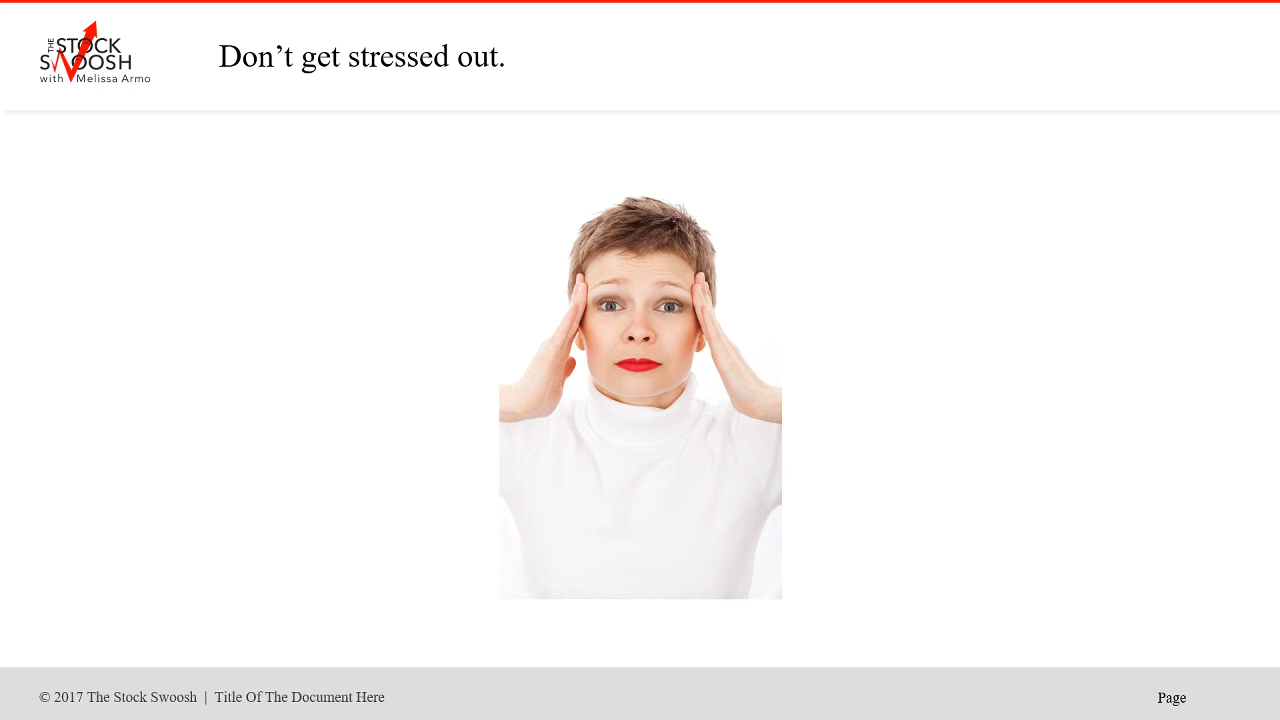 THE STOCK
SWOOSH
with Melissa Armo
Don’t get stressed out.
© 2017 The Stock Swoosh | Title Of The Document Here
Page